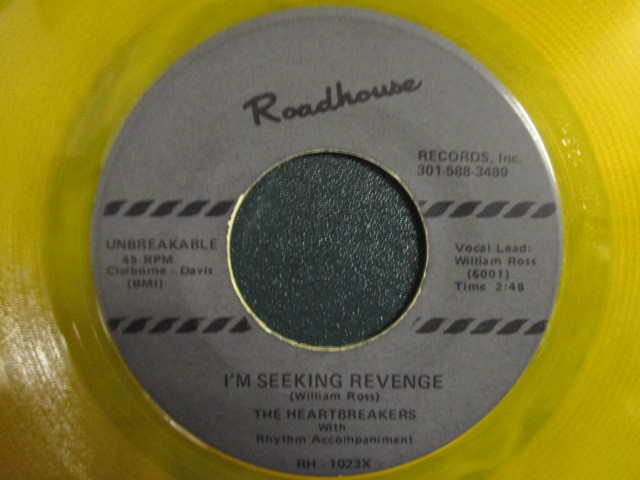 Roadhouse
RECORDS, Inc.
301-588-3489
UNBREAKABLE
45 RPM
Claiborne - Davis
(BMI)
Vocal Lead:
William Ross
(6001)
Time 2:48
I'M SEEKING REVENGE
(William Ross)
THE HEARTBREAKERS
With
Rhythm Accompaniment
RH - 1023X